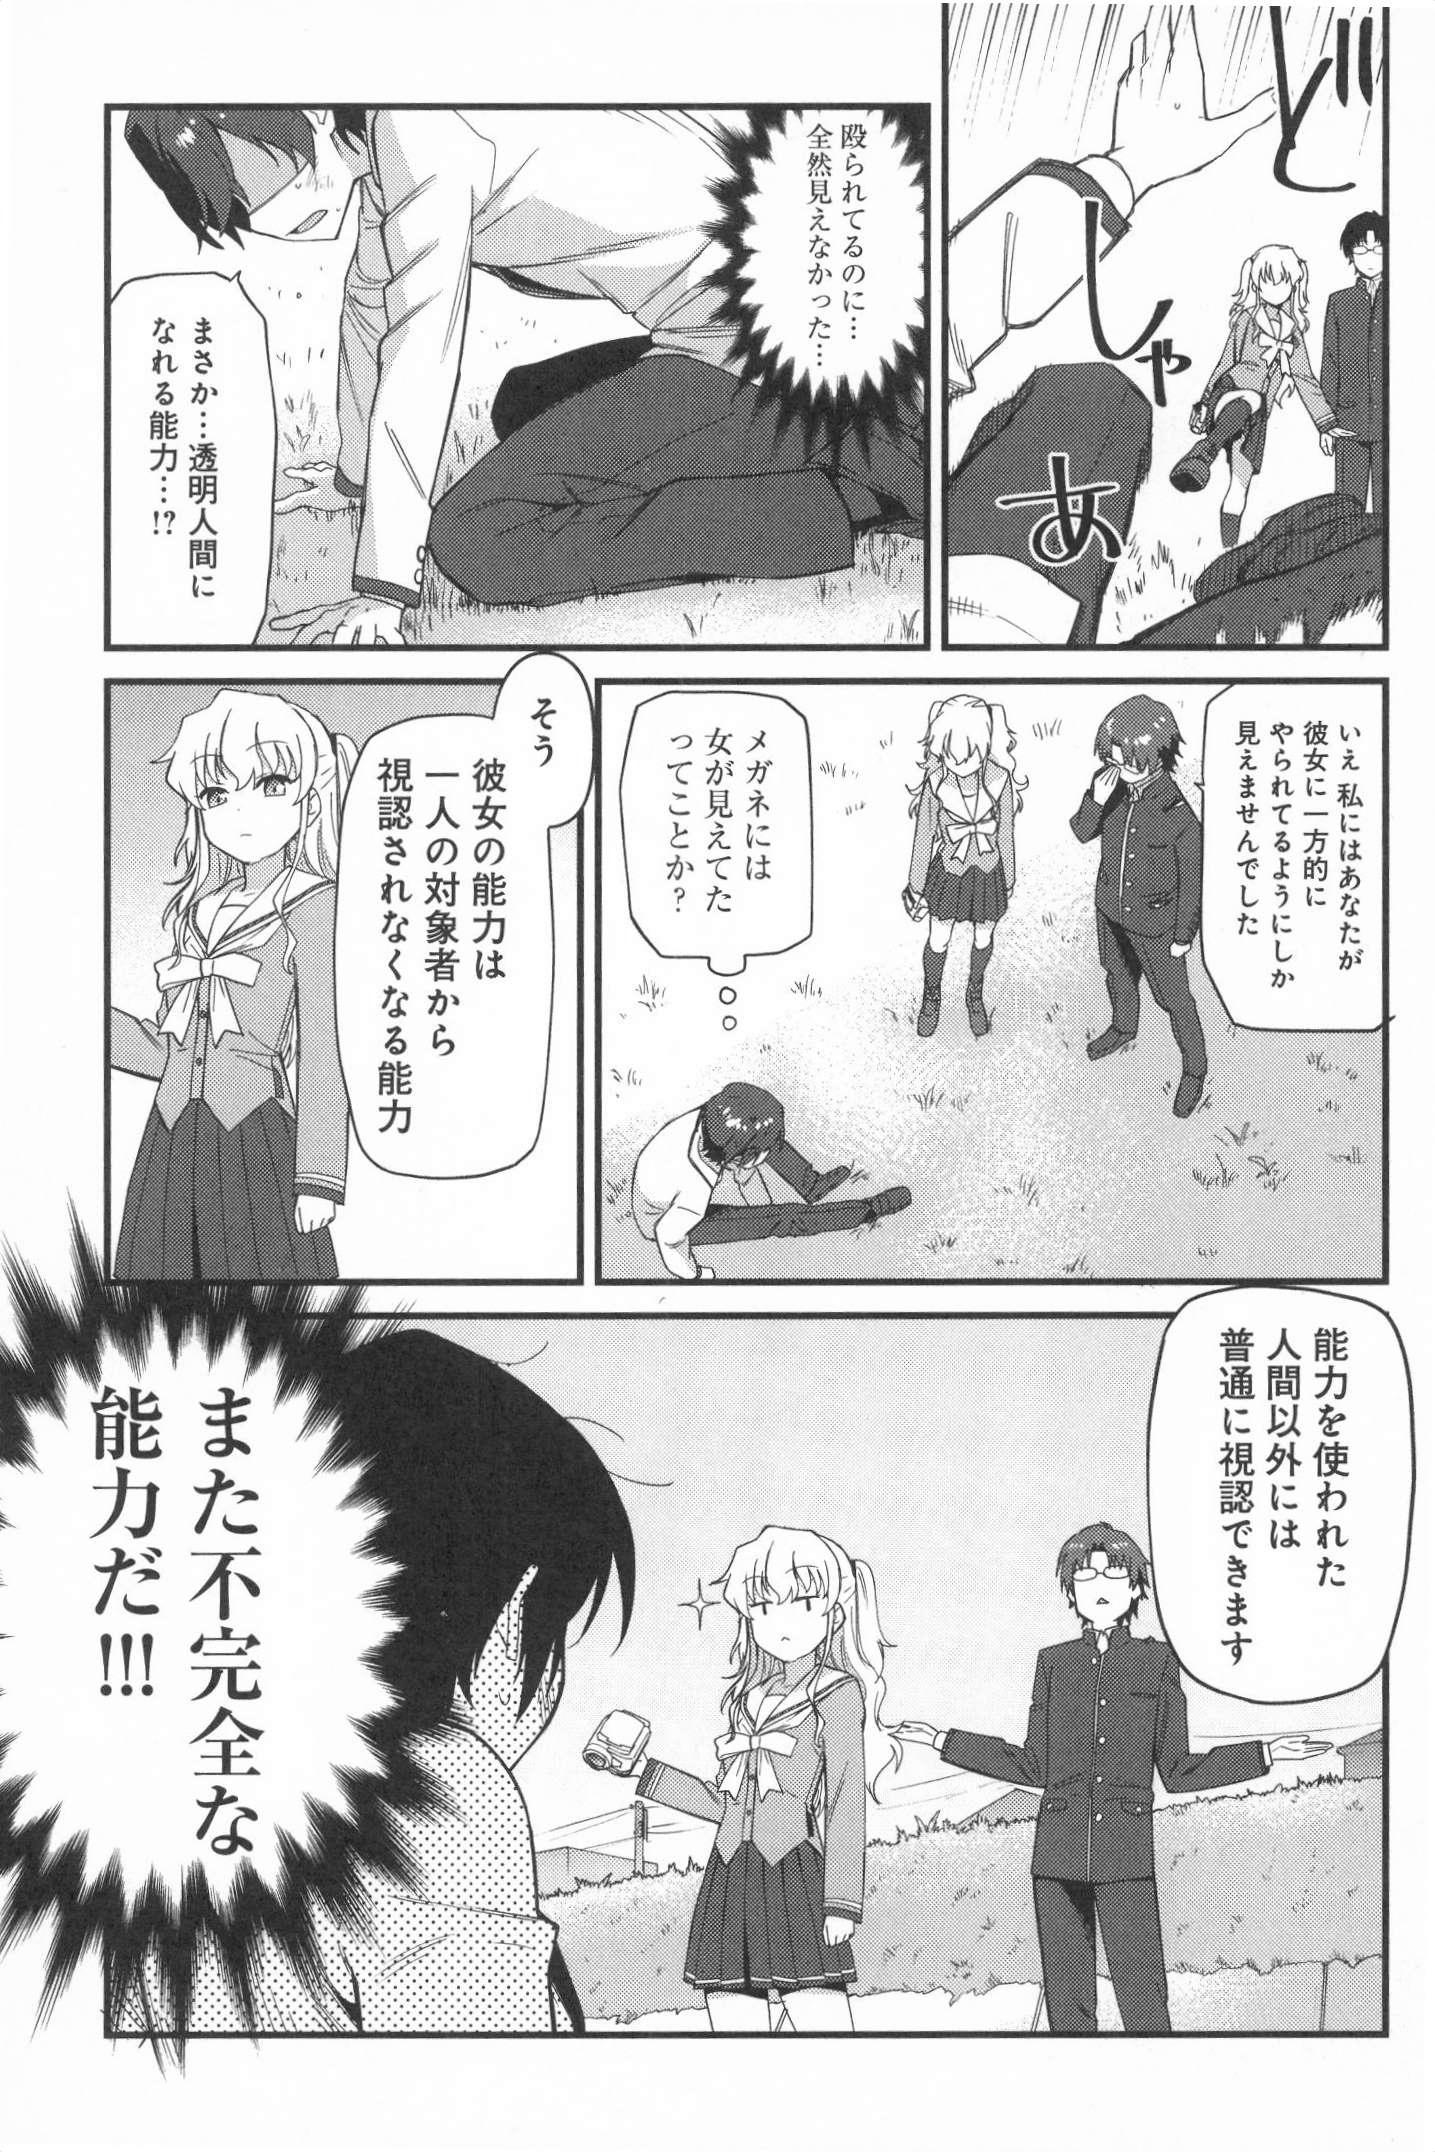 どしゃあ
殴られてるのに…
全然見えなかった…
まさか…透明人間に
なれる能力…!?
いえ 私にはあなたが
彼女に一方的に
やられてるようにしか
見えませんでした
メガネには
女が見えてた
ってことか?
そう
彼女の能力は
一人の対象者から
視認されなくなる能力
能力を使われた
人間以外には
普通に視認できます
また不完全な
能力だ!!!